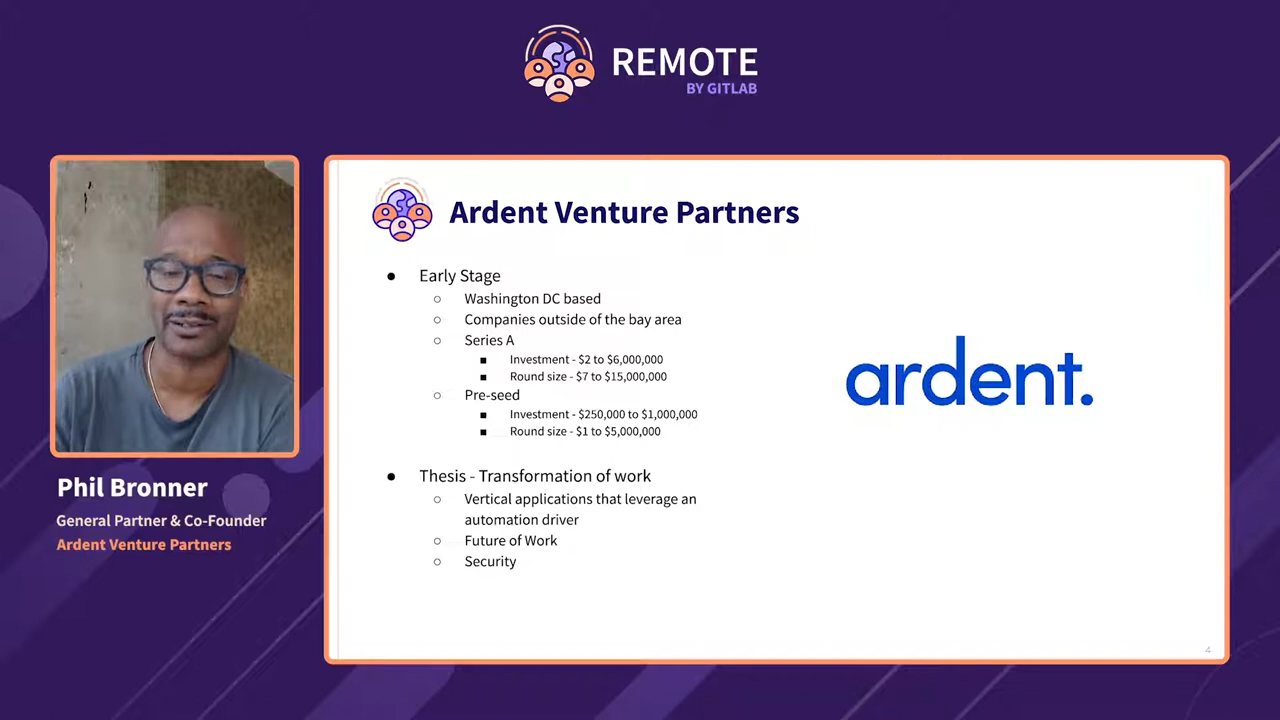 REMOTE
BY GITLAB
Phil Bronner
General Partner & Co-Founder
Ardent Venture Partners
Ardent Venture Partners
● Early Stage
○ Washington DC based
○ Companies outside of the bay area
○ Series A
■ Investment - $2 to $6,000,000
■ Round size - $7 to $15,000,000
○ Pre-seed
■ Investment - $250,000 to $1,000,000
■ Round size - $1 to $5,000,000
● Thesis - Transformation of work
○ Vertical applications that leverage an
automation driver
○ Future of Work
○ Security
ardent.
4